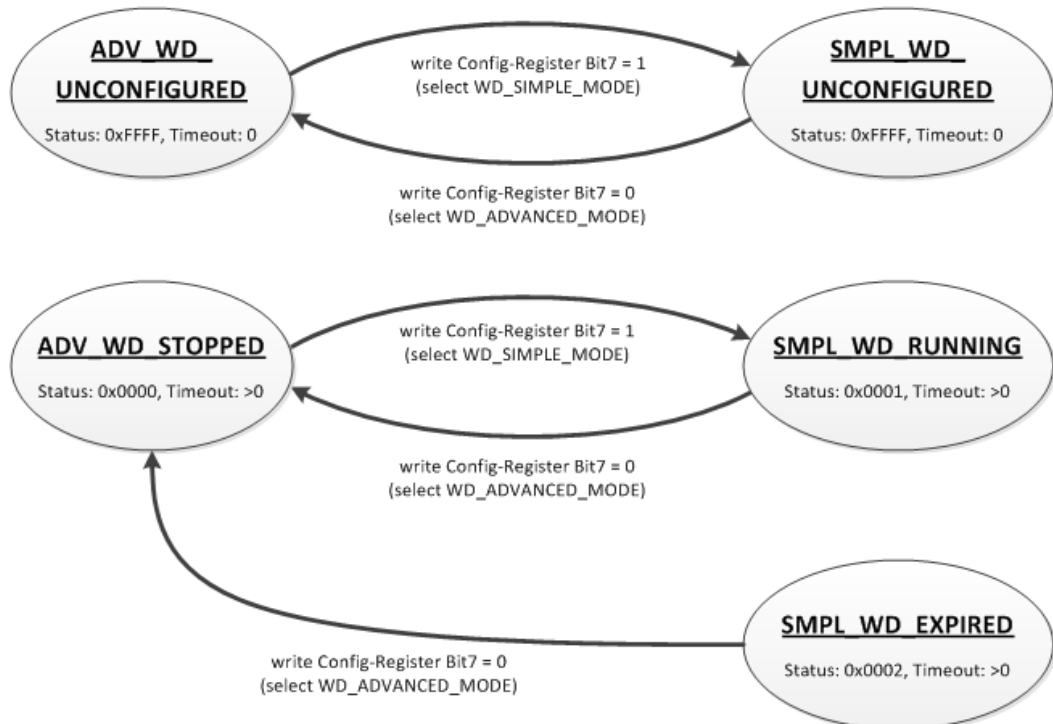 ADV_WD_
UNCONFIGURED
Status: 0xFFFF, Timeout: 0
write Config-Register Bit7 = 1
(select WD_SIMPLE_MODE)
SMPL_WD_
UNCONFIGURED
Status: 0xFFFF, Timeout: 0
write Config-Register Bit7 = 0
(select WD_ADVANCED_MODE)
ADV_WD_STOPPED
Status: 0x0000, Timeout: >0
write Config-Register Bit7 = 1
(select WD_SIMPLE_MODE)
SMPL_WD_RUNNING
Status: 0x0001, Timeout: >0
write Config-Register Bit7 = 0
(select WD_ADVANCED_MODE)
SMPL_WD_EXPIRED
Status: 0x0002, Timeout: >0
write Config-Register Bit7 = 0
(select WD_ADVANCED_MODE)